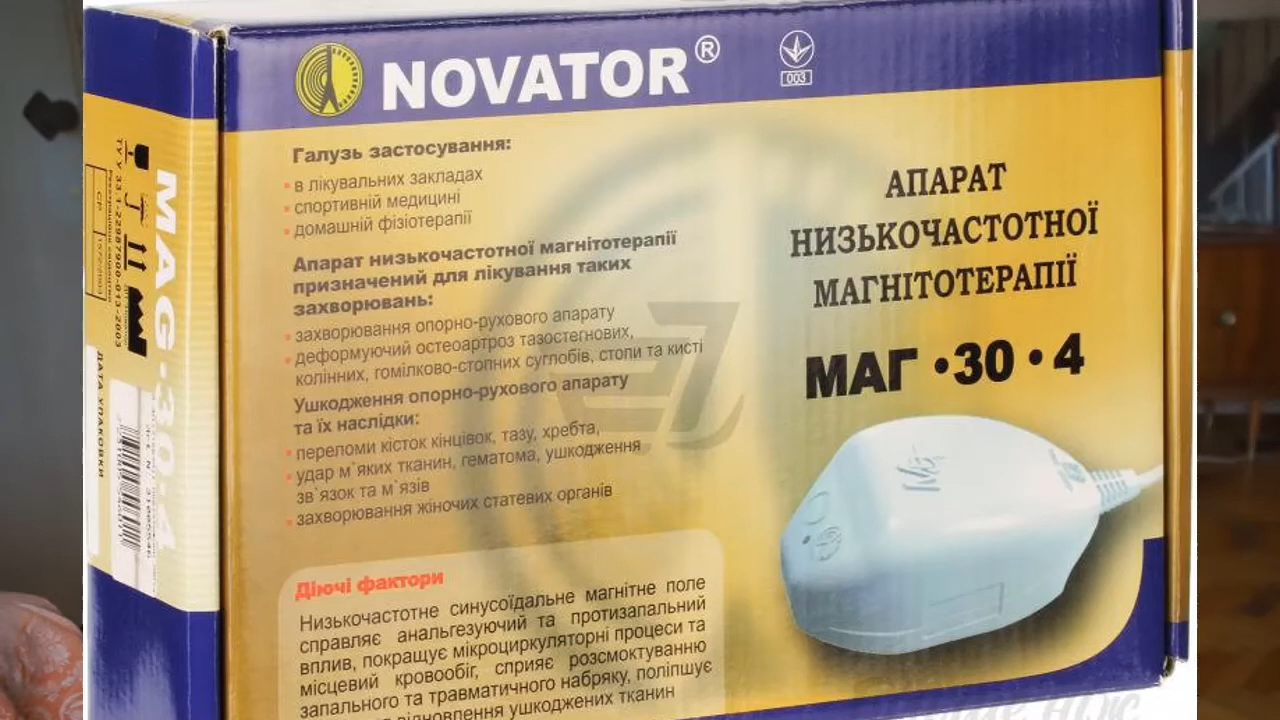 NOVATOR®
003
Галузь застосування:
в лікувальних закладах
спортивній медицині
домашній фізіотерапії
Апарат низькочастотної магнітотерапії
призначений для лікування таких
захворювань:
захворювання опорно-рухового апарату
деформуючий остеоартроз тазостегнових,
колінних, гомілково-стопних суглобів, стопи та кисті
Ушкодження опорно-рухового апарату
та їх наслідки:
переломи кісток кінцівок, тазу, хребта,
удар м`яких тканин, гематома, ушкодження
зв`язок та м`язів
захворювання жіночих статевих органів
Діючі фактори
Низькочастотне синусоїдальне магнітне поле
справляє анальгезуючий та протизапальний
вплив, покращує мікроциркуляторні процеси та
місцевий кровообіг, сприяє розсмоктуванню
запального та травматичного набряку, поліпшує
відновлення ушкоджених тканин
АПАРАТ
НИЗЬКОЧАСТОТНОЇ
МАГНІТОТЕРАПІЇ
МАГ •30 • 4
MAG·30·4
ТУ У 33.1-22987900-013-2003
ДАТА УПАКОВКИ